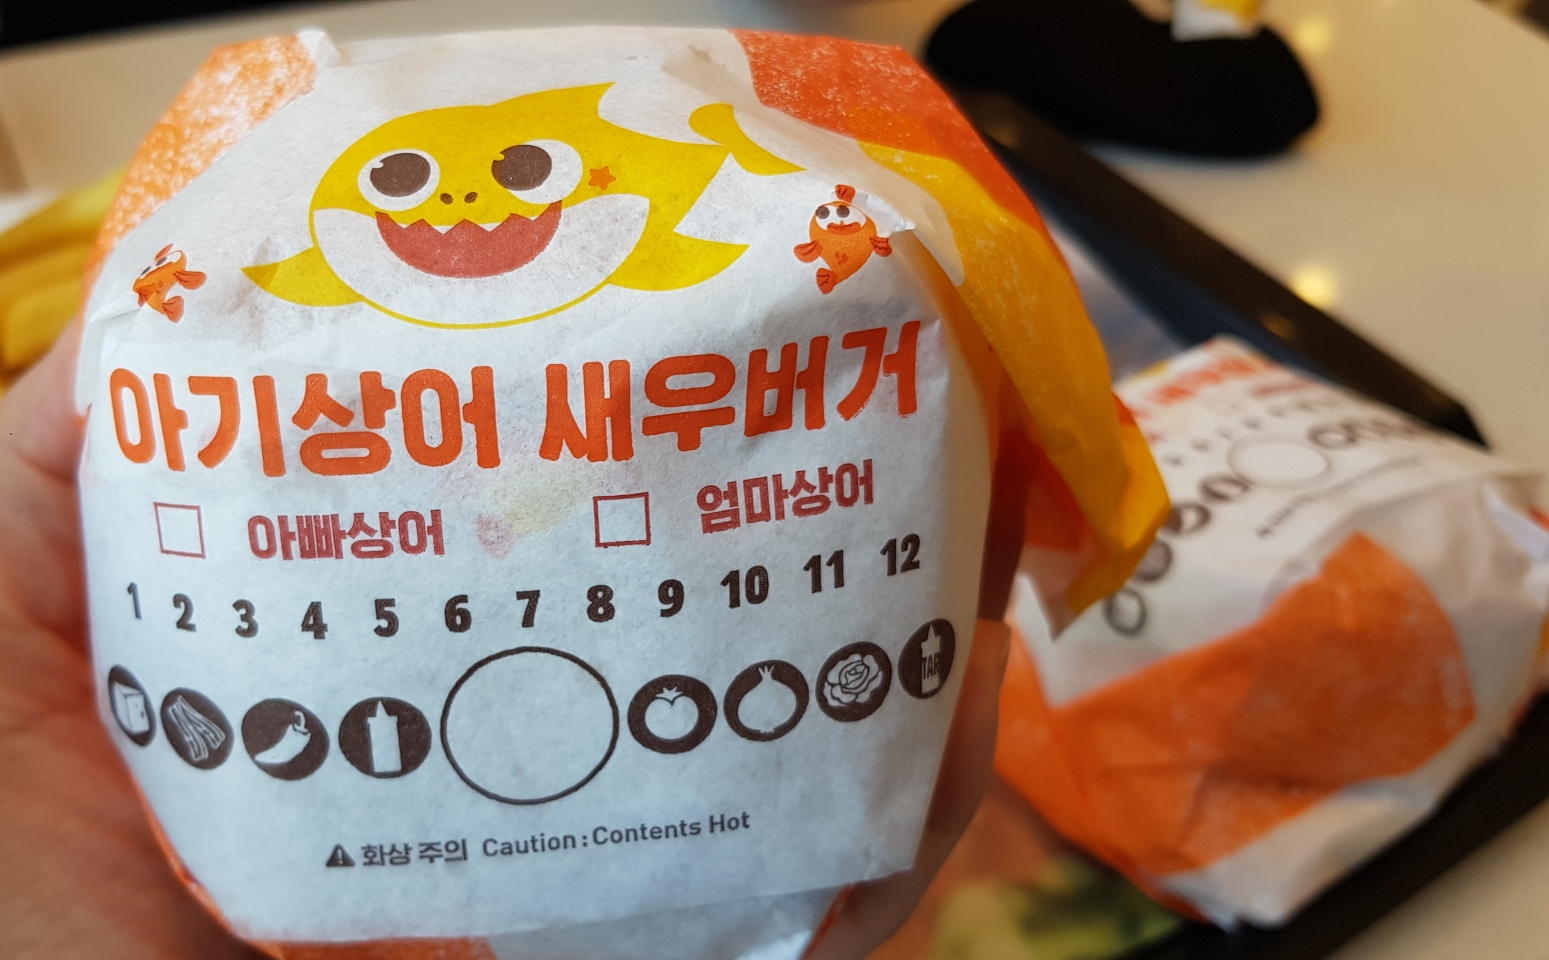 아기상어 새우버거
아빠상어 엄마상어
1 2 3 4 5 6 7 8 9 10 11 12
TAR
화상 주의 Caution : Contents Hot